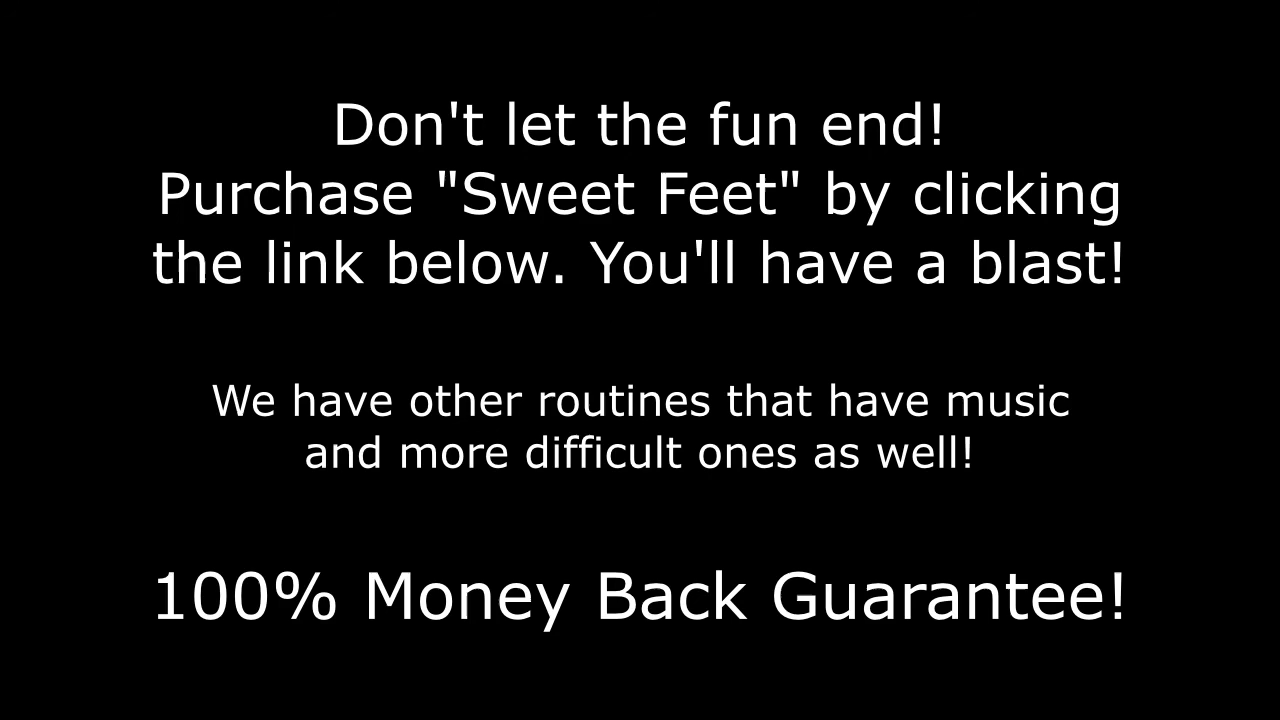 Don't let the fun end!
Purchase "Sweet Feet" by clicking
the link below. You'll have a blast!
We have other routines that have music
and more difficult ones as well!
100% Money Back Guarantee!